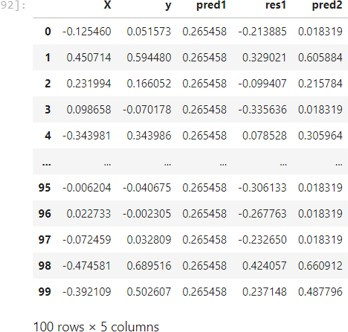 92]:
X y pred1 res1 pred2
0 -0.125460 0.051573 0.265458 -0.213885 0.018319
1 0.450714 0.594480 0.265458 0.329021 0.605884
2 0.231994 0.166052 0.265458 -0.099407 0.215784
3 0.098658 -0.070178 0.265458 -0.335636 0.018319
4 -0.343981 0.343986 0.265458 0.078528 0.305964
... ... ... ... ... ...
95 -0.006204 -0.040675 0.265458 -0.306133 0.018319
96 0.022733 -0.002305 0.265458 -0.267763 0.018319
97 -0.072459 0.032809 0.265458 -0.232650 0.018319
98 -0.474581 0.689516 0.265458 0.424057 0.660912
99 -0.392109 0.502607 0.265458 0.237148 0.487796
100 rows × 5 columns